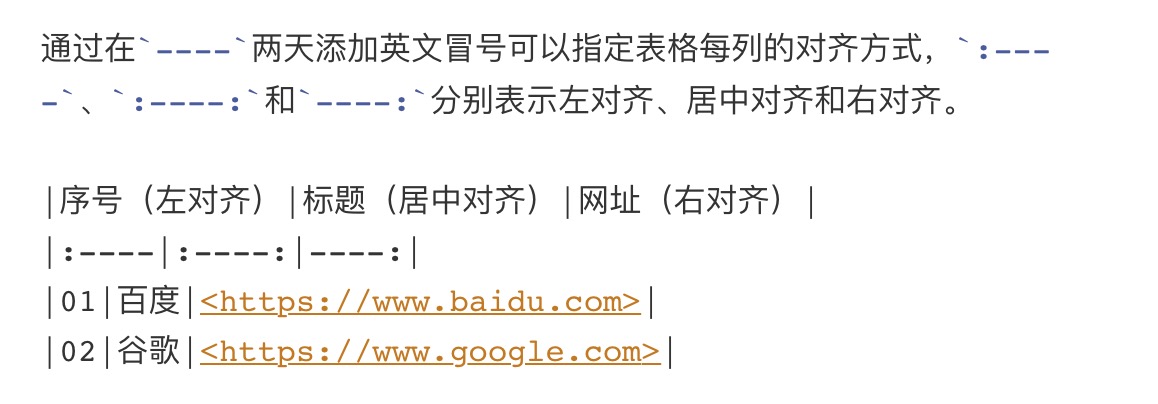 通过在`----`两天添加英文冒号可以指定表格每列的对齐方式，`:---
-`、`:----:`和`----:`分别表示左对齐、居中对齐和右对齐。
|序号（左对齐）|标题（居中对齐）|网址（右对齐）|
|:----|:----:|----:|
|01|百度|<https://www.baidu.com>|
|02|谷歌|<https://www.google.com>|